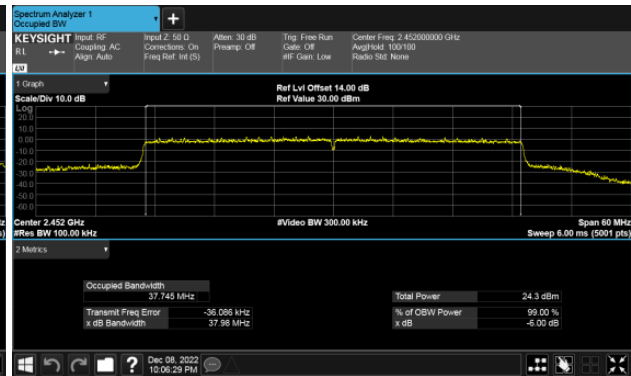 Spectrum Analyzer 1
Occupied BW
+
KEYSIGHT Input: RF Input Z: 50 Ω Atten: 30 dB Trig: Free Run Center Freq: 2.452000000 GHz
RL Coupling: AC Corrections: On Preamp: Off Gate: Off Avg|Hold: 100/100
Align: Auto Freq Ref: Int (S) #IF Gain: Low Radio Std: None
LXI
1 Graph
Ref Lvl Offset 14.00 dB
Scale/Div 10.0 dB Ref Value 30.00 dBm
Log
20.0
10.0
0.00
-10.0
-20.0
-30.0
-40.0
-50.0
-60.0
Center 2.452 GHz #Video BW 300.00 kHz Span 60 MHz
#Res BW 100.00 kHz Sweep 6.00 ms (5001 pts)
2 Metrics
Occupied Bandwidth
37.745 MHz Total Power 24.3 dBm
Transmit Freq Error -36.086 kHz % of OBW Power 99.00 %
x dB Bandwidth 37.98 MHz x dB -6.00 dB
? Dec 08, 2022
10:06:29 PM